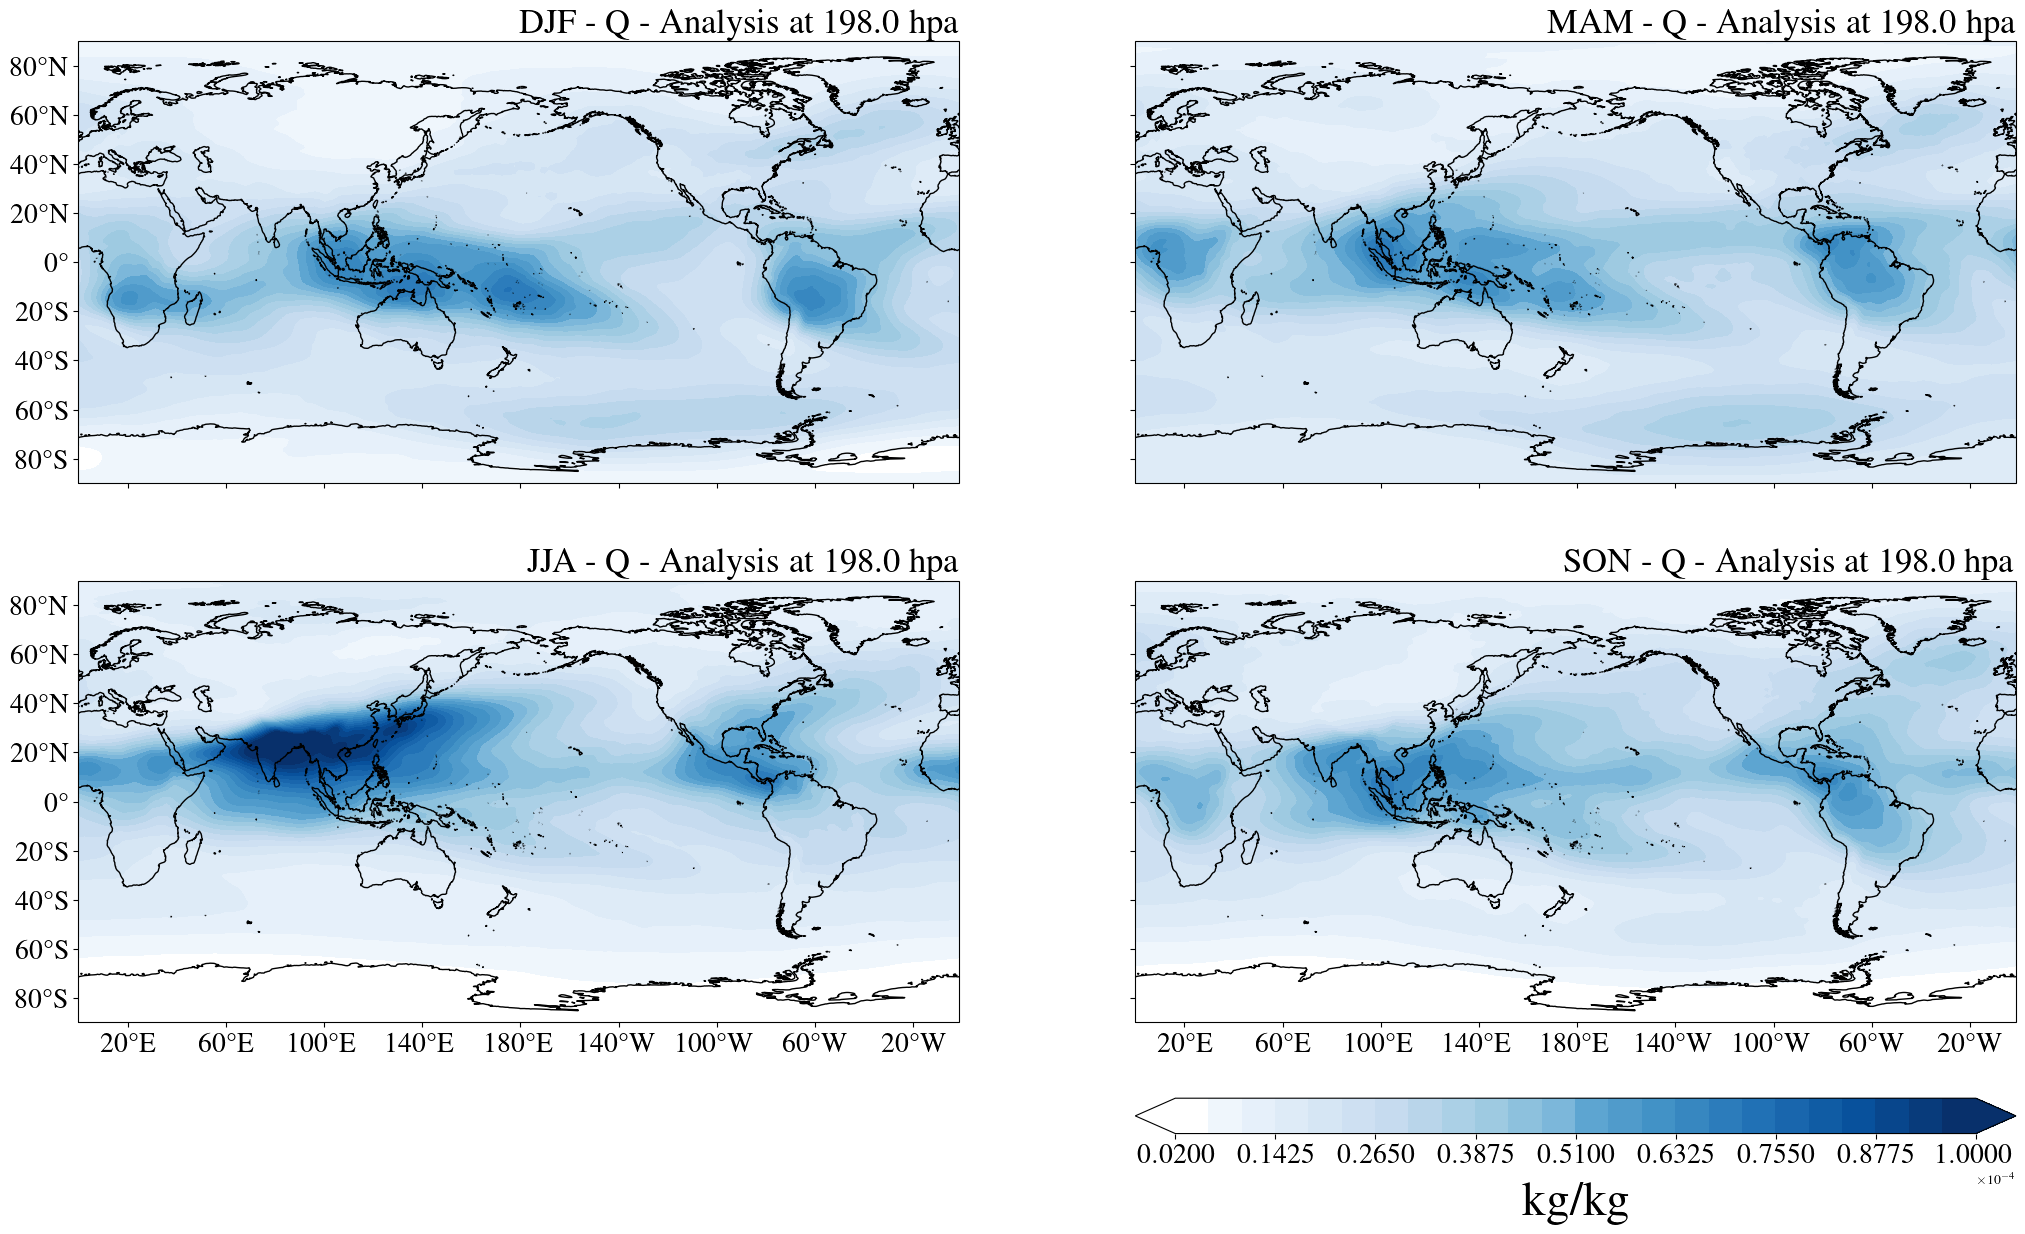 DJF - Q - Analysis at 198.0 hpa
MAM - Q - Analysis at 198.0 hpa
80°N
60°N
40°N
20°N
0°
20°S
40°S
60°S
80°S
JJA - Q - Analysis at 198.0 hpa
SON - Q - Analysis at 198.0 hpa
80°N
60°N
40°N
20°N
0°
20°S
40°S
60°S
80°S
20°E 60°E 100°E 140°E 180°E 140°W 100°W 60°W 20°W
20°E 60°E 100°E 140°E 180°E 140°W 100°W 60°W 20°W
0.0200 0.1425 0.2650 0.3875 0.5100 0.6325 0.7550 0.8775 1.0000
×10⁻⁴
kg/kg